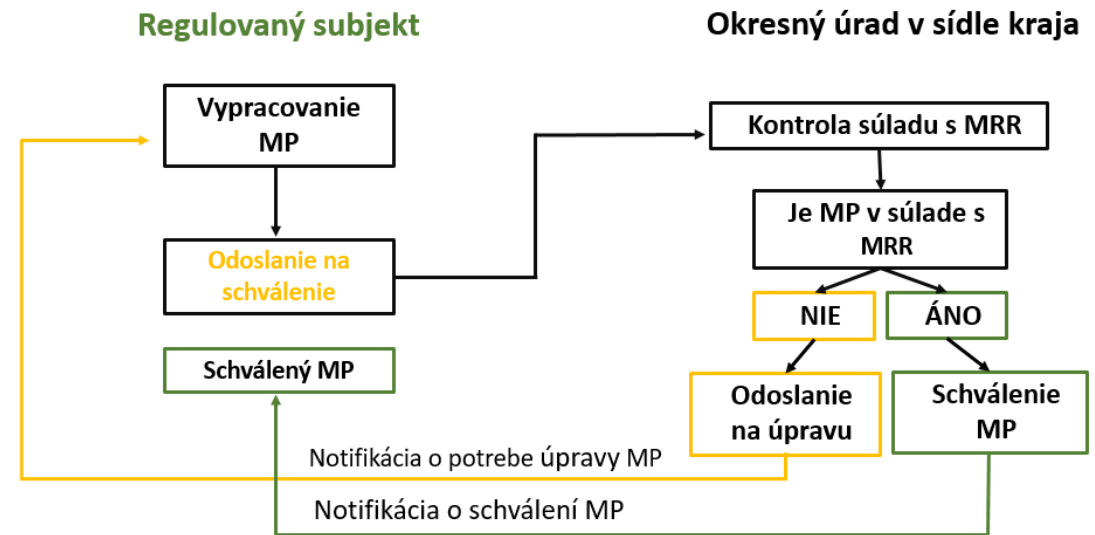 Regulovaný subjekt
Okresný úrad v sídle kraja
Vypracovanie
MP
Odoslanie na
schválenie
Schválený MP
Kontrola súladu s MRR
Je MP v súlade s
MRR
NIE
ÁNO
Odoslanie
na úpravu
Schválenie
MP
Notifikácia o potrebe úpravy MP
Notifikácia o schválení MP